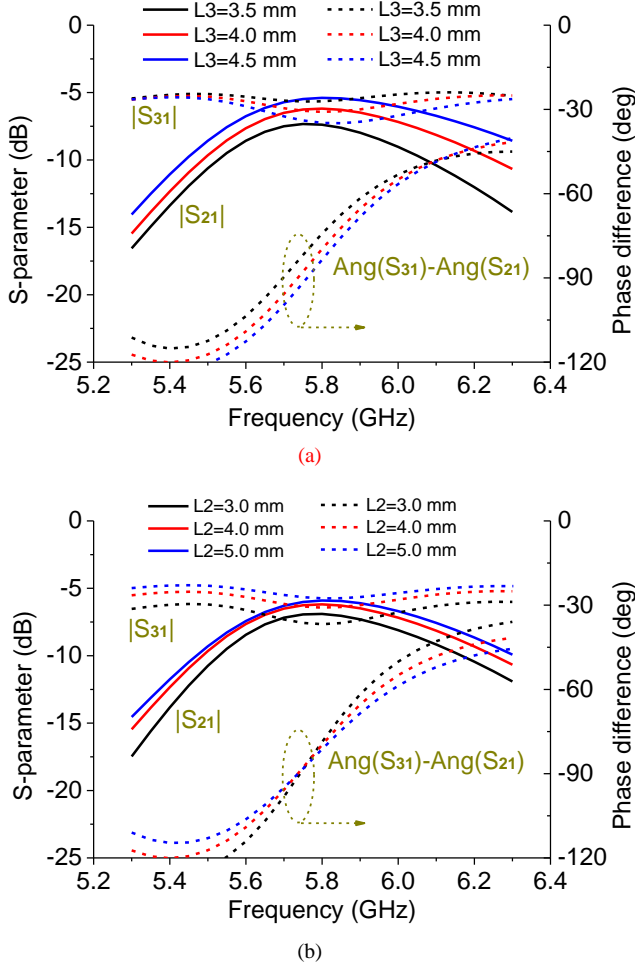 L3=3.5 mm L3=3.5 mm
L3=4.0 mm L3=4.0 mm
L3=4.5 mm L3=4.5 mm
0 0
-5 -30
|S31|
-10
|S21|
-60
-15
Ang(S31)-Ang(S21)
-90
-20
-25 -120
S-parameter (dB)
Phase difference (deg)
5.2 5.4 5.6 5.8 6.0 6.2 6.4
Frequency (GHz)
(a)
L2=3.0 mm L2=3.0 mm
L2=4.0 mm L2=4.0 mm
L2=5.0 mm L2=5.0 mm
0 0
-5 -30
|S31|
-10
-60
-15
|S21|
Ang(S31)-Ang(S21)
-90
-20
-25 -120
S-parameter (dB)
Phase difference (deg)
5.2 5.4 5.6 5.8 6.0 6.2 6.4
Frequency (GHz)
(b)